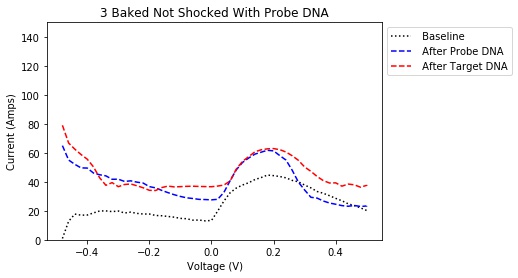 3 Baked Not Shocked With Probe DNA
Current (Amps)
140
120
100
80
60
40
20
0
−0.4
−0.2
0.0
0.2
0.4
Voltage (V)
Baseline
After Probe DNA
After Target DNA